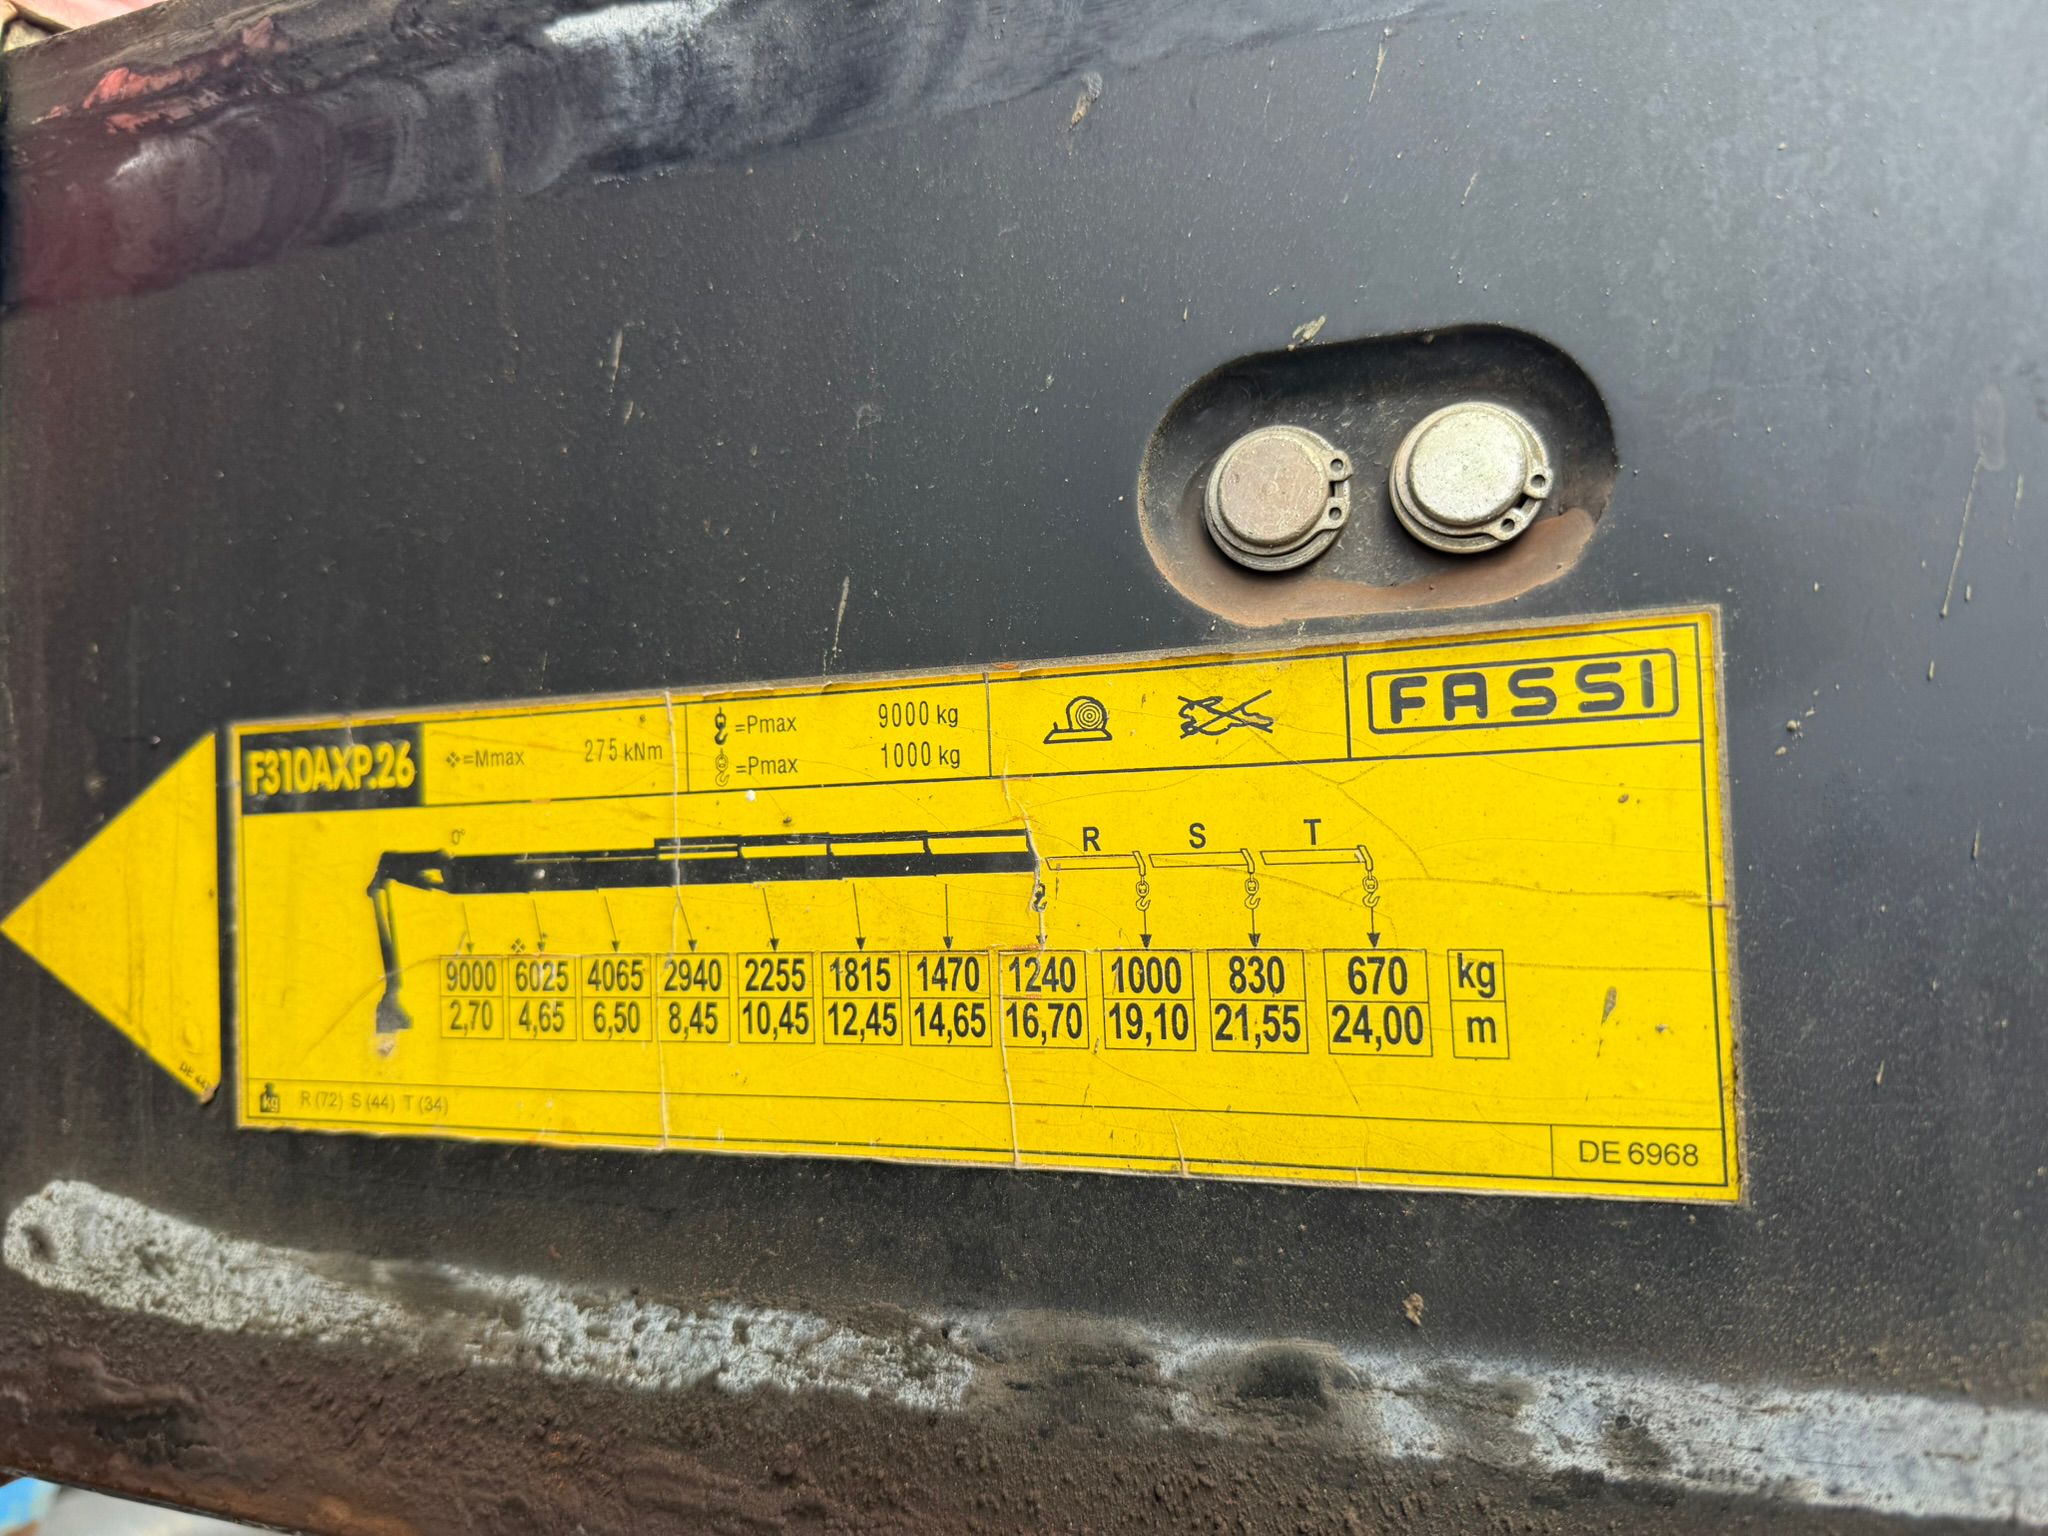 F310AXP.26
=Mmax 275 kNm
=Pmax 9000 kg
=Pmax 1000 kg
FASSI
0°
R S T
9000 6025 4065 2940 2255 1815 1470 1240 1000 830 670 kg
2,70 4,65 6,50 8,45 10,45 12,45 14,65 16,70 19,10 21,55 24,00 m
kg R (72) S (44) T (34)
DE 6968